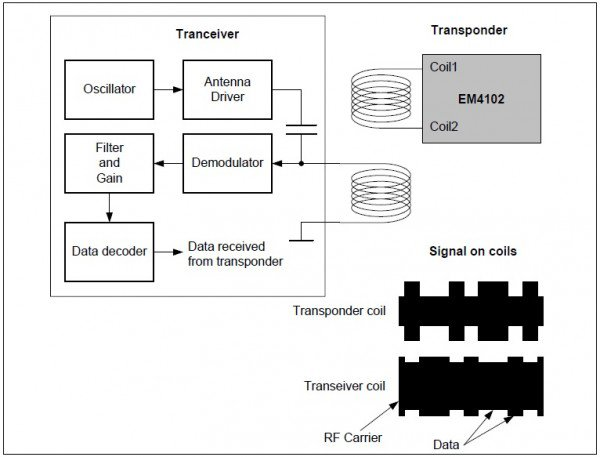 Tranceiver
Transponder
Oscillator
Antenna
Driver
Coil1
EM4102
Coil2
Filter
and
Gain
Demodulator
Data decoder
Data received
from transponder
Signal on coils
Transponder coil
Transeiver coil
RF Carrier
Data